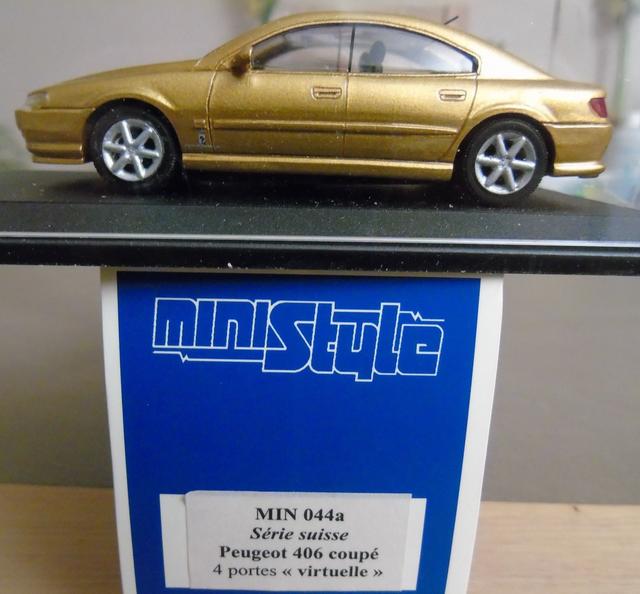 miniStyle
MIN 044a
Série suisse
Peugeot 406 coupé
4 portes « virtuelle »